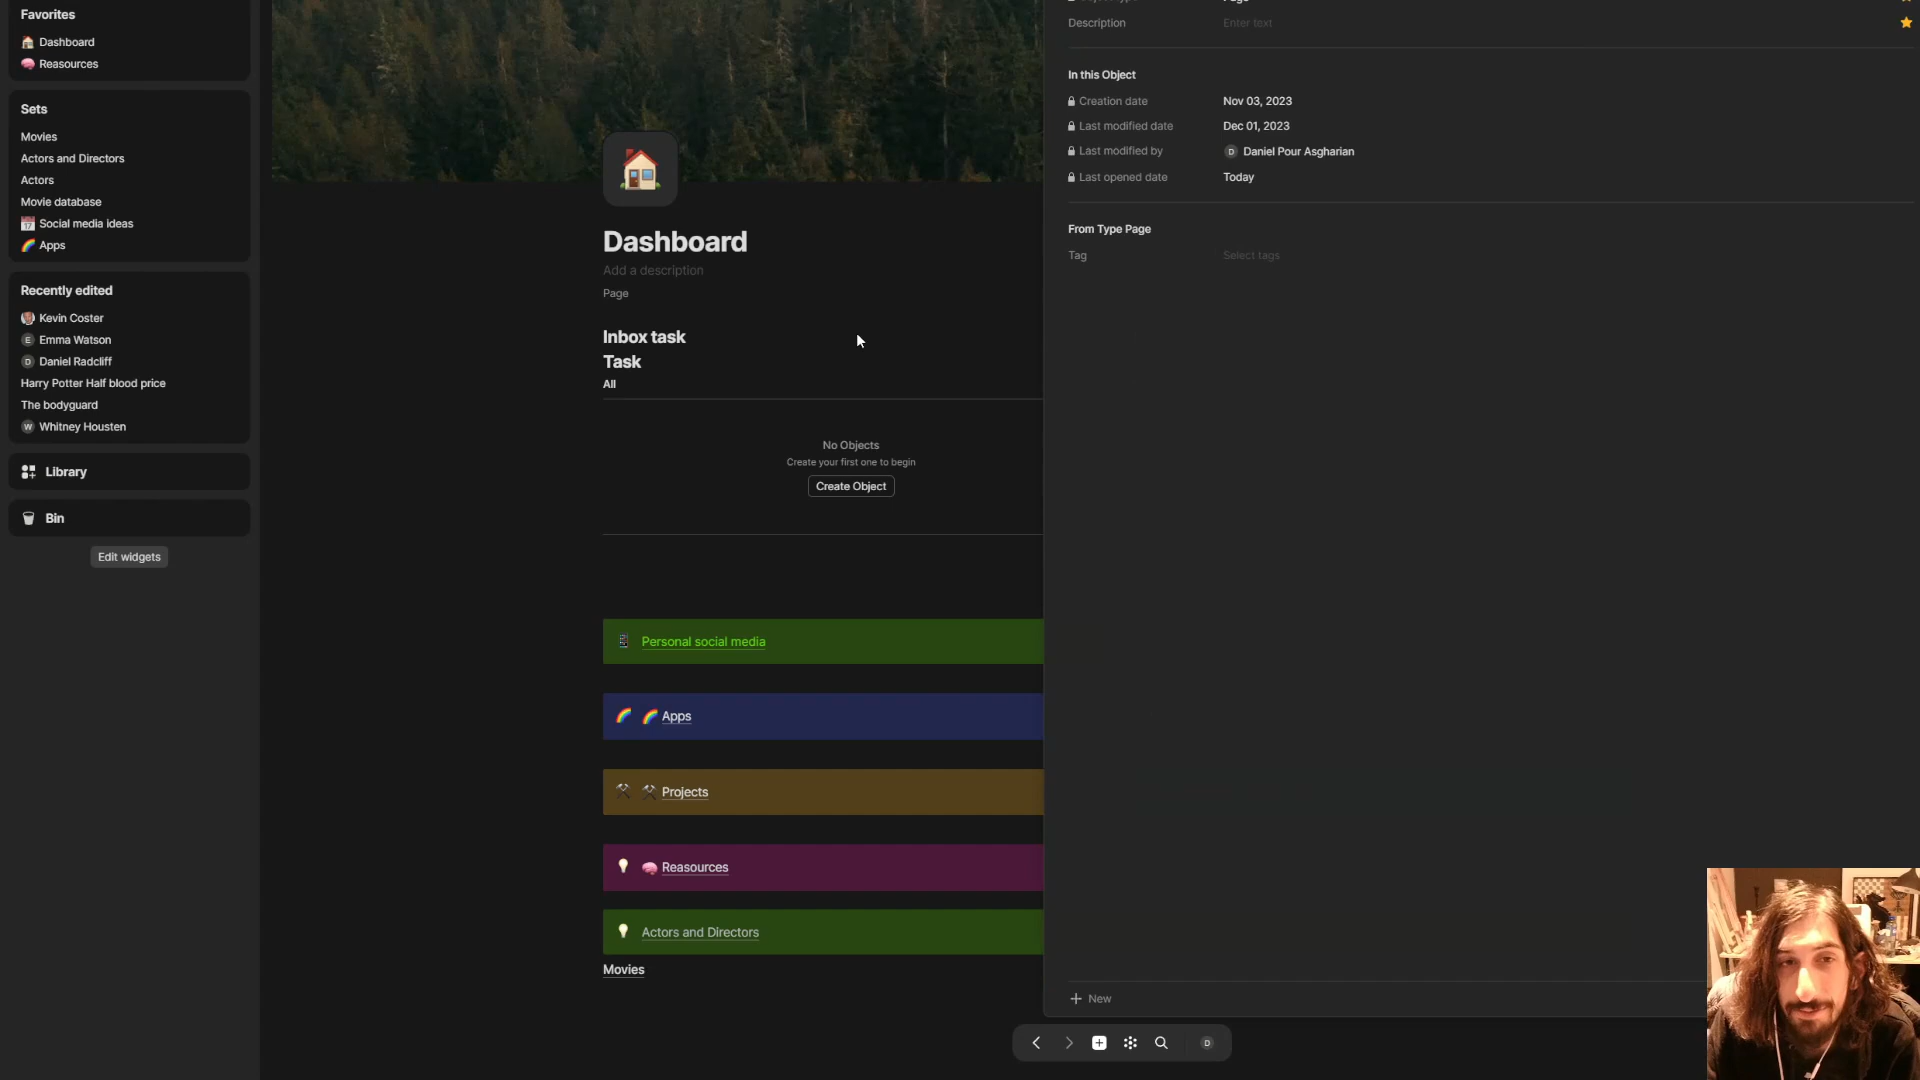 Favorites
Dashboard
Reasources
Sets
Movies
Actors and Directors
Actors
Movie database
Social media ideas
Apps
Recently edited
Kevin Coster
E Emma Watson
D Daniel Radcliff
Harry Potter Half blood price
The bodyguard
W Whitney Housten
Library
Bin
Edit widgets
Dashboard
Add a description
Page
Inbox task
Task
All
No Objects
Create your first one to begin
Create Object
Personal social media
Apps
Projects
Reasources
Actors and Directors
Movies
Description Enter text
In this Object
Creation date Nov 03, 2023
Last modified date Dec 01, 2023
Last modified by D Daniel Pour Asgharian
Last opened date Today
From Type Page
Tag Select tags
New
D